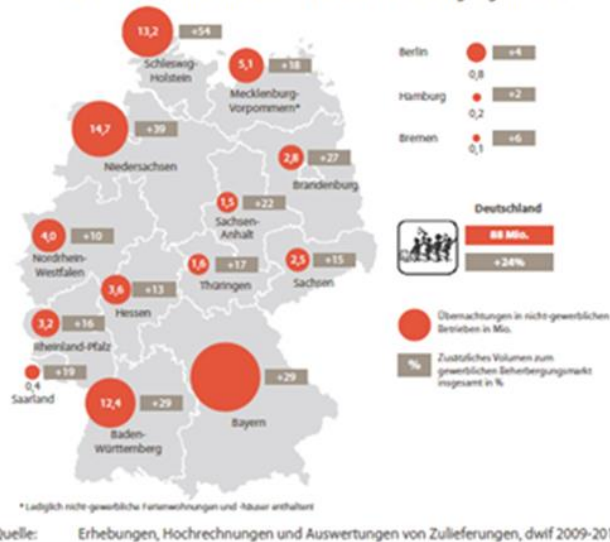 13,2 +54
Schleswig-
Holstein
5,1 +18
Mecklenburg-
Vorpommern*
14,7 +39
Niedersachsen
2,8 +27
Brandenburg
1,5 +22
Sachsen-
Anhalt
4,0 +10
Nordrhein-
Westfalen
1,6 +17
Thüringen
2,5 +15
Sachsen
3,6 +13
Hessen
3,2 +16
Rheinland-Pfalz
+19
0,4
Saarland
12,4 +29
Baden-
Württemberg
+29
Bayern
Berlin +4
0,8
Hamburg +2
0,2
Bremen +6
0,1
Deutschland
88 Mio.
+24%
Übernachtungen in nicht-gewerblichen
Betrieben in Mio.
% Zusätzliches Volumen zum
gewerblichen Beherbergungsmarkt
insgesamt in %
* Lediglich nicht-gewerbliche Ferienwohnungen und -häuser enthalten!
Quelle: Erhebungen, Hochrechnungen und Auswertungen von Zulieferungen, dwif 2009-201